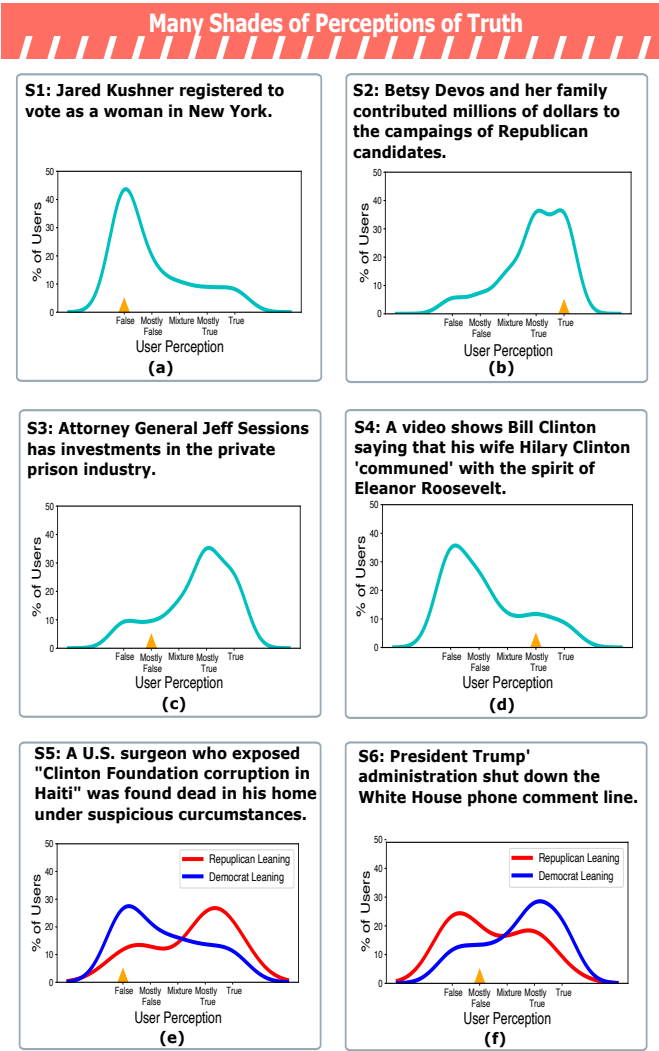 Many Shades of Perceptions of Truth
S1: Jared Kushner registered to
vote as a woman in New York.
50
40
30
20
10
0
% of Users
False
Mostly
False
Mixture
Mostly
True
True
User Perception
(a)
S2: Betsy Devos and her family
contributed millions of dollars to
the campaings of Republican
candidates.
50
40
30
20
10
0
% of Users
False
Mostly
False
Mixture
Mostly
True
True
User Perception
(b)
S3: Attorney General Jeff Sessions
has investments in the private
prison industry.
50
40
30
20
10
0
% of Users
False
Mostly
False
Mixture
Mostly
True
True
User Perception
(c)
S4: A video shows Bill Clinton
saying that his wife Hilary Clinton
'communed' with the spirit of
Eleanor Roosevelt.
50
40
30
20
10
0
% of Users
False
Mostly
False
Mixture
Mostly
True
True
User Perception
(d)
S5: A U.S. surgeon who exposed
"Clinton Foundation corruption in
Haiti" was found dead in his home
under suspicious curcumstances.
50
40
30
20
10
0
% of Users
Repuplican Leaning
Democrat Leaning
False
Mostly
False
Mixture
Mostly
True
True
User Perception
(e)
S6: President Trump'
administration shut down the
White House phone comment line.
50
40
30
20
10
0
% of Users
Repuplican Leaning
Democrat Leaning
False
Mostly
False
Mixture
Mostly
True
True
User Perception
(f)